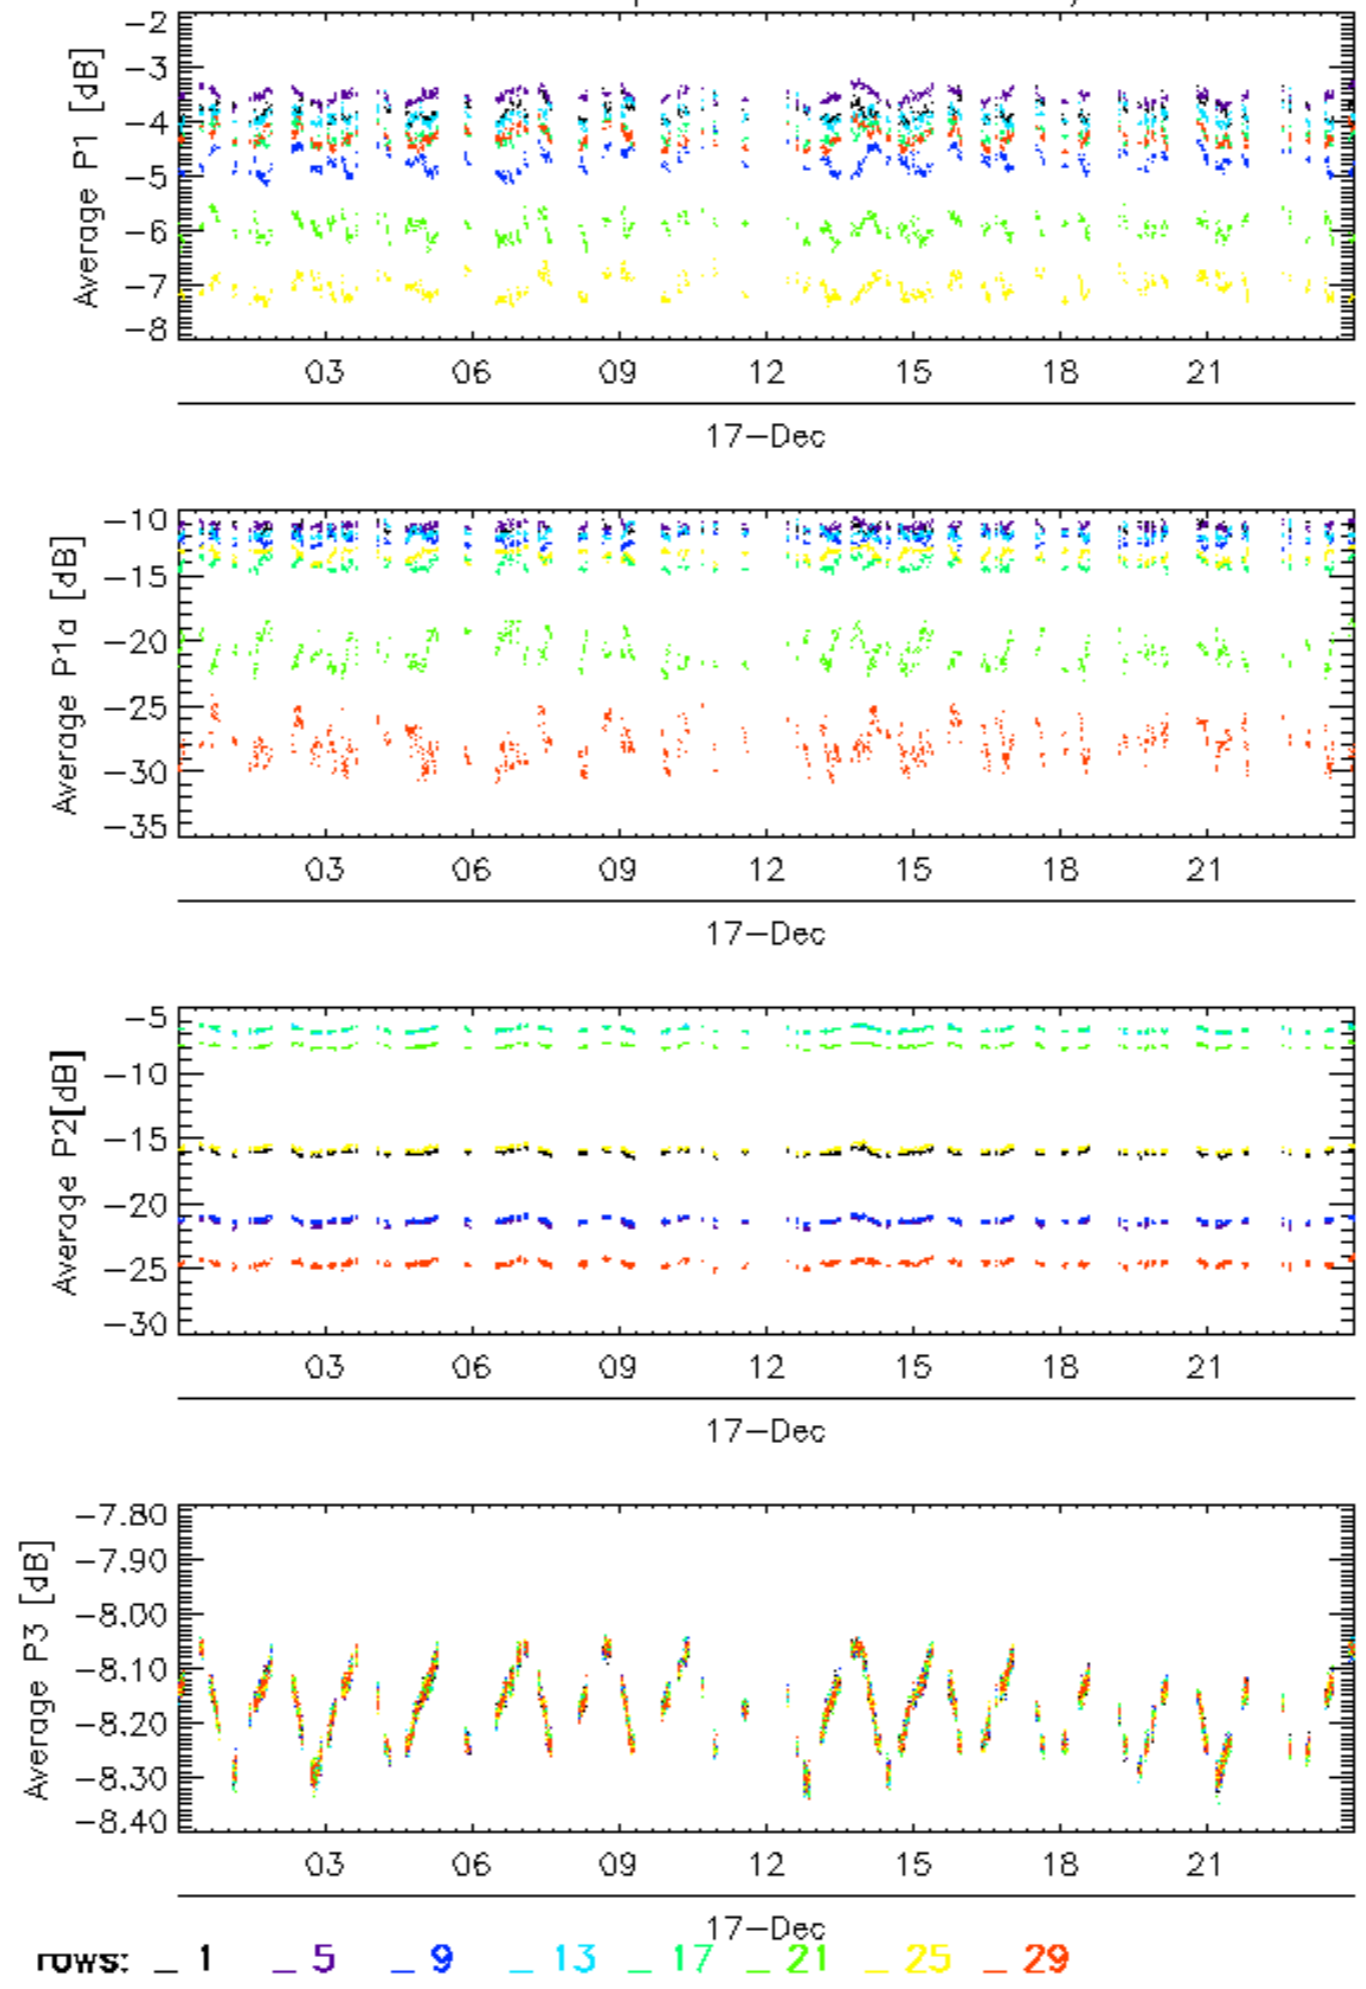 Average P1 [dB]
-2
-3
-4
-5
-6
-7
-8
03 06 09 12 15 18 21
17-Dec
Average P1a [dB]
-10
-15
-20
-25
-30
-35
03 06 09 12 15 18 21
17-Dec
Average P2[dB]
-5
-10
-15
-20
-25
-30
03 06 09 12 15 18 21
17-Dec
Average P3 [dB]
-7.80
-7.90
-8.00
-8.10
-8.20
-8.30
-8.40
03 06 09 12 15 18 21
17-Dec
rows: _ 1 _ 5 _ 9 _ 13 _ 17 _ 21 _ 25 _ 29